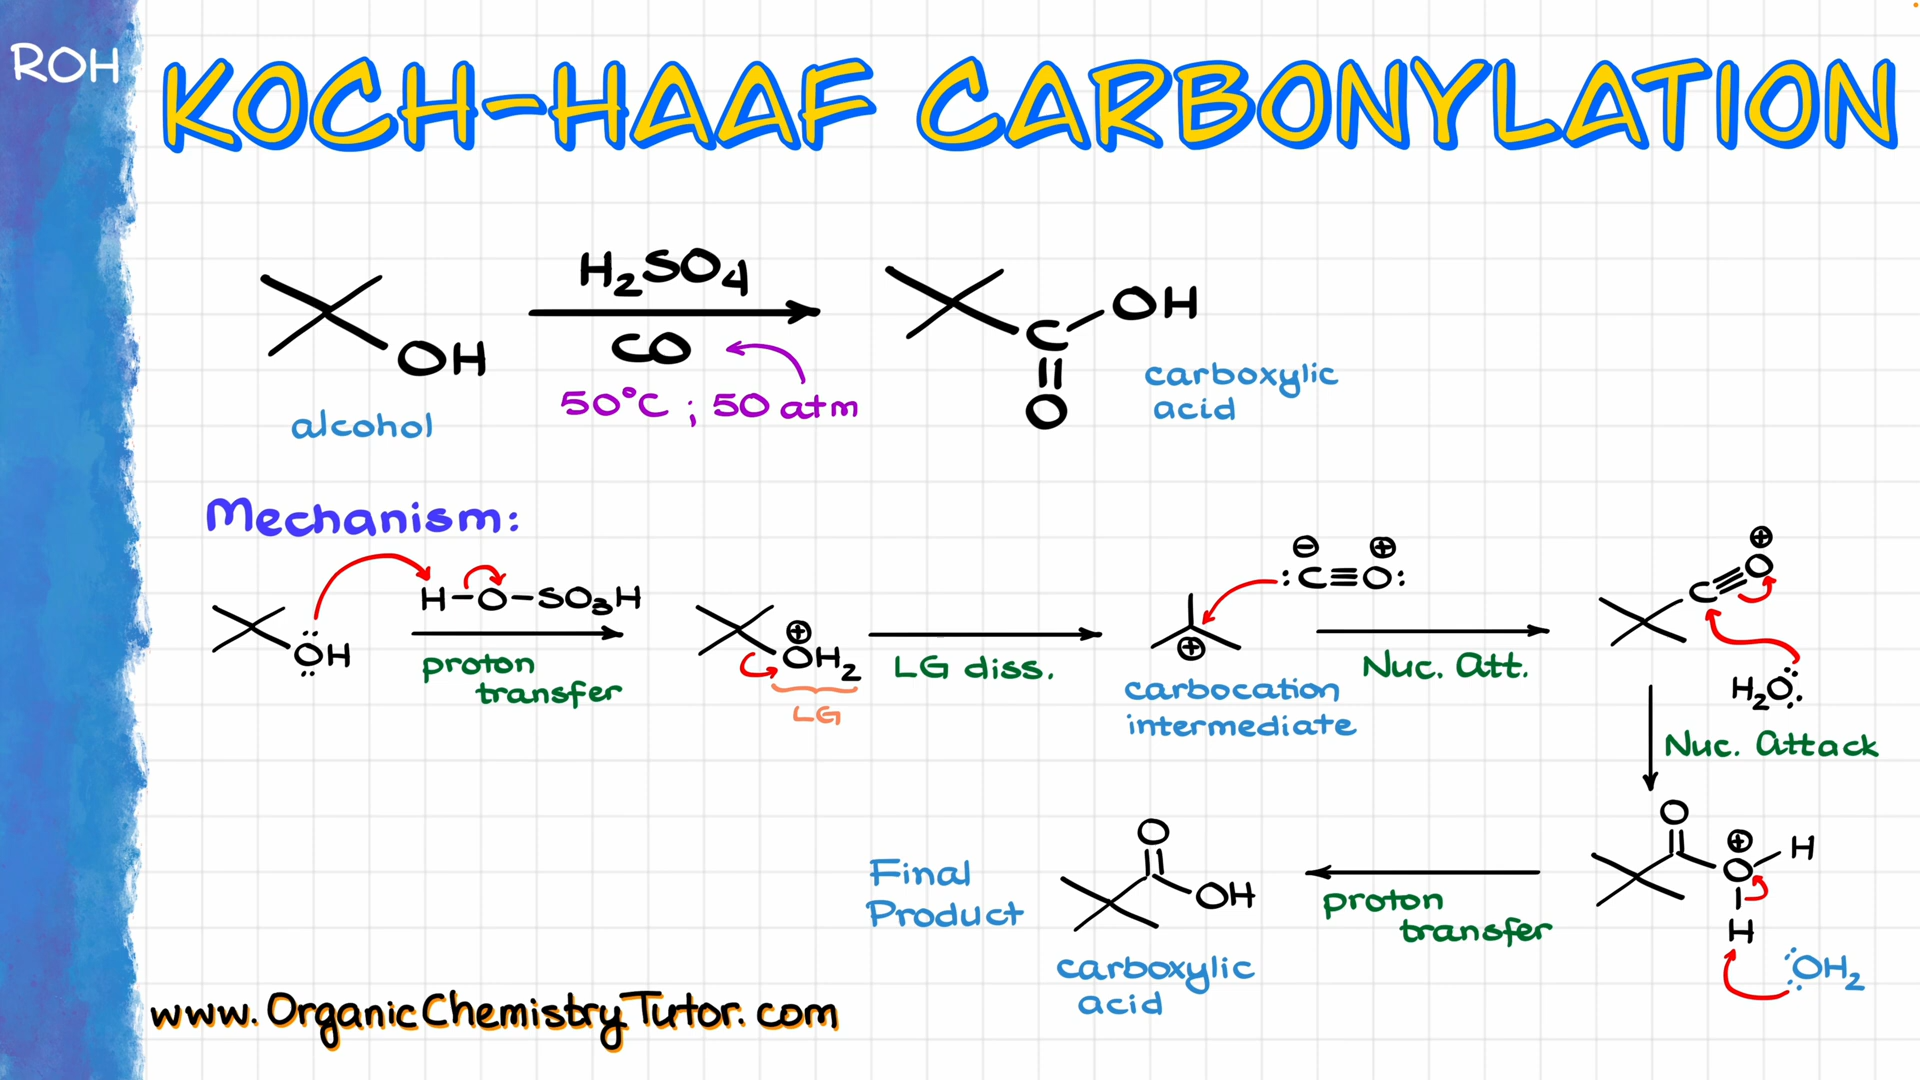 ROH
KOCH-HAAF CARBONYLATION
H₂SO₄
OH
CO
50°C ; 50 atm
alcohol
OH
C
O
carboxylic
acid
Mechanism:
H-O-SO₃H
OH
proton
transfer
⊕
OH₂
LG
LG diss.
⊖ ⊕
:C≡O:
⊕
carbocation
intermediate
Nuc. Att.
⊕
C≡O
H₂O:
Nuc. Attack
O
⊕
O H
H
:OH₂
proton
transfer
Final
Product
O
OH
carboxylic
acid
www.OrganicChemistryTutor.com